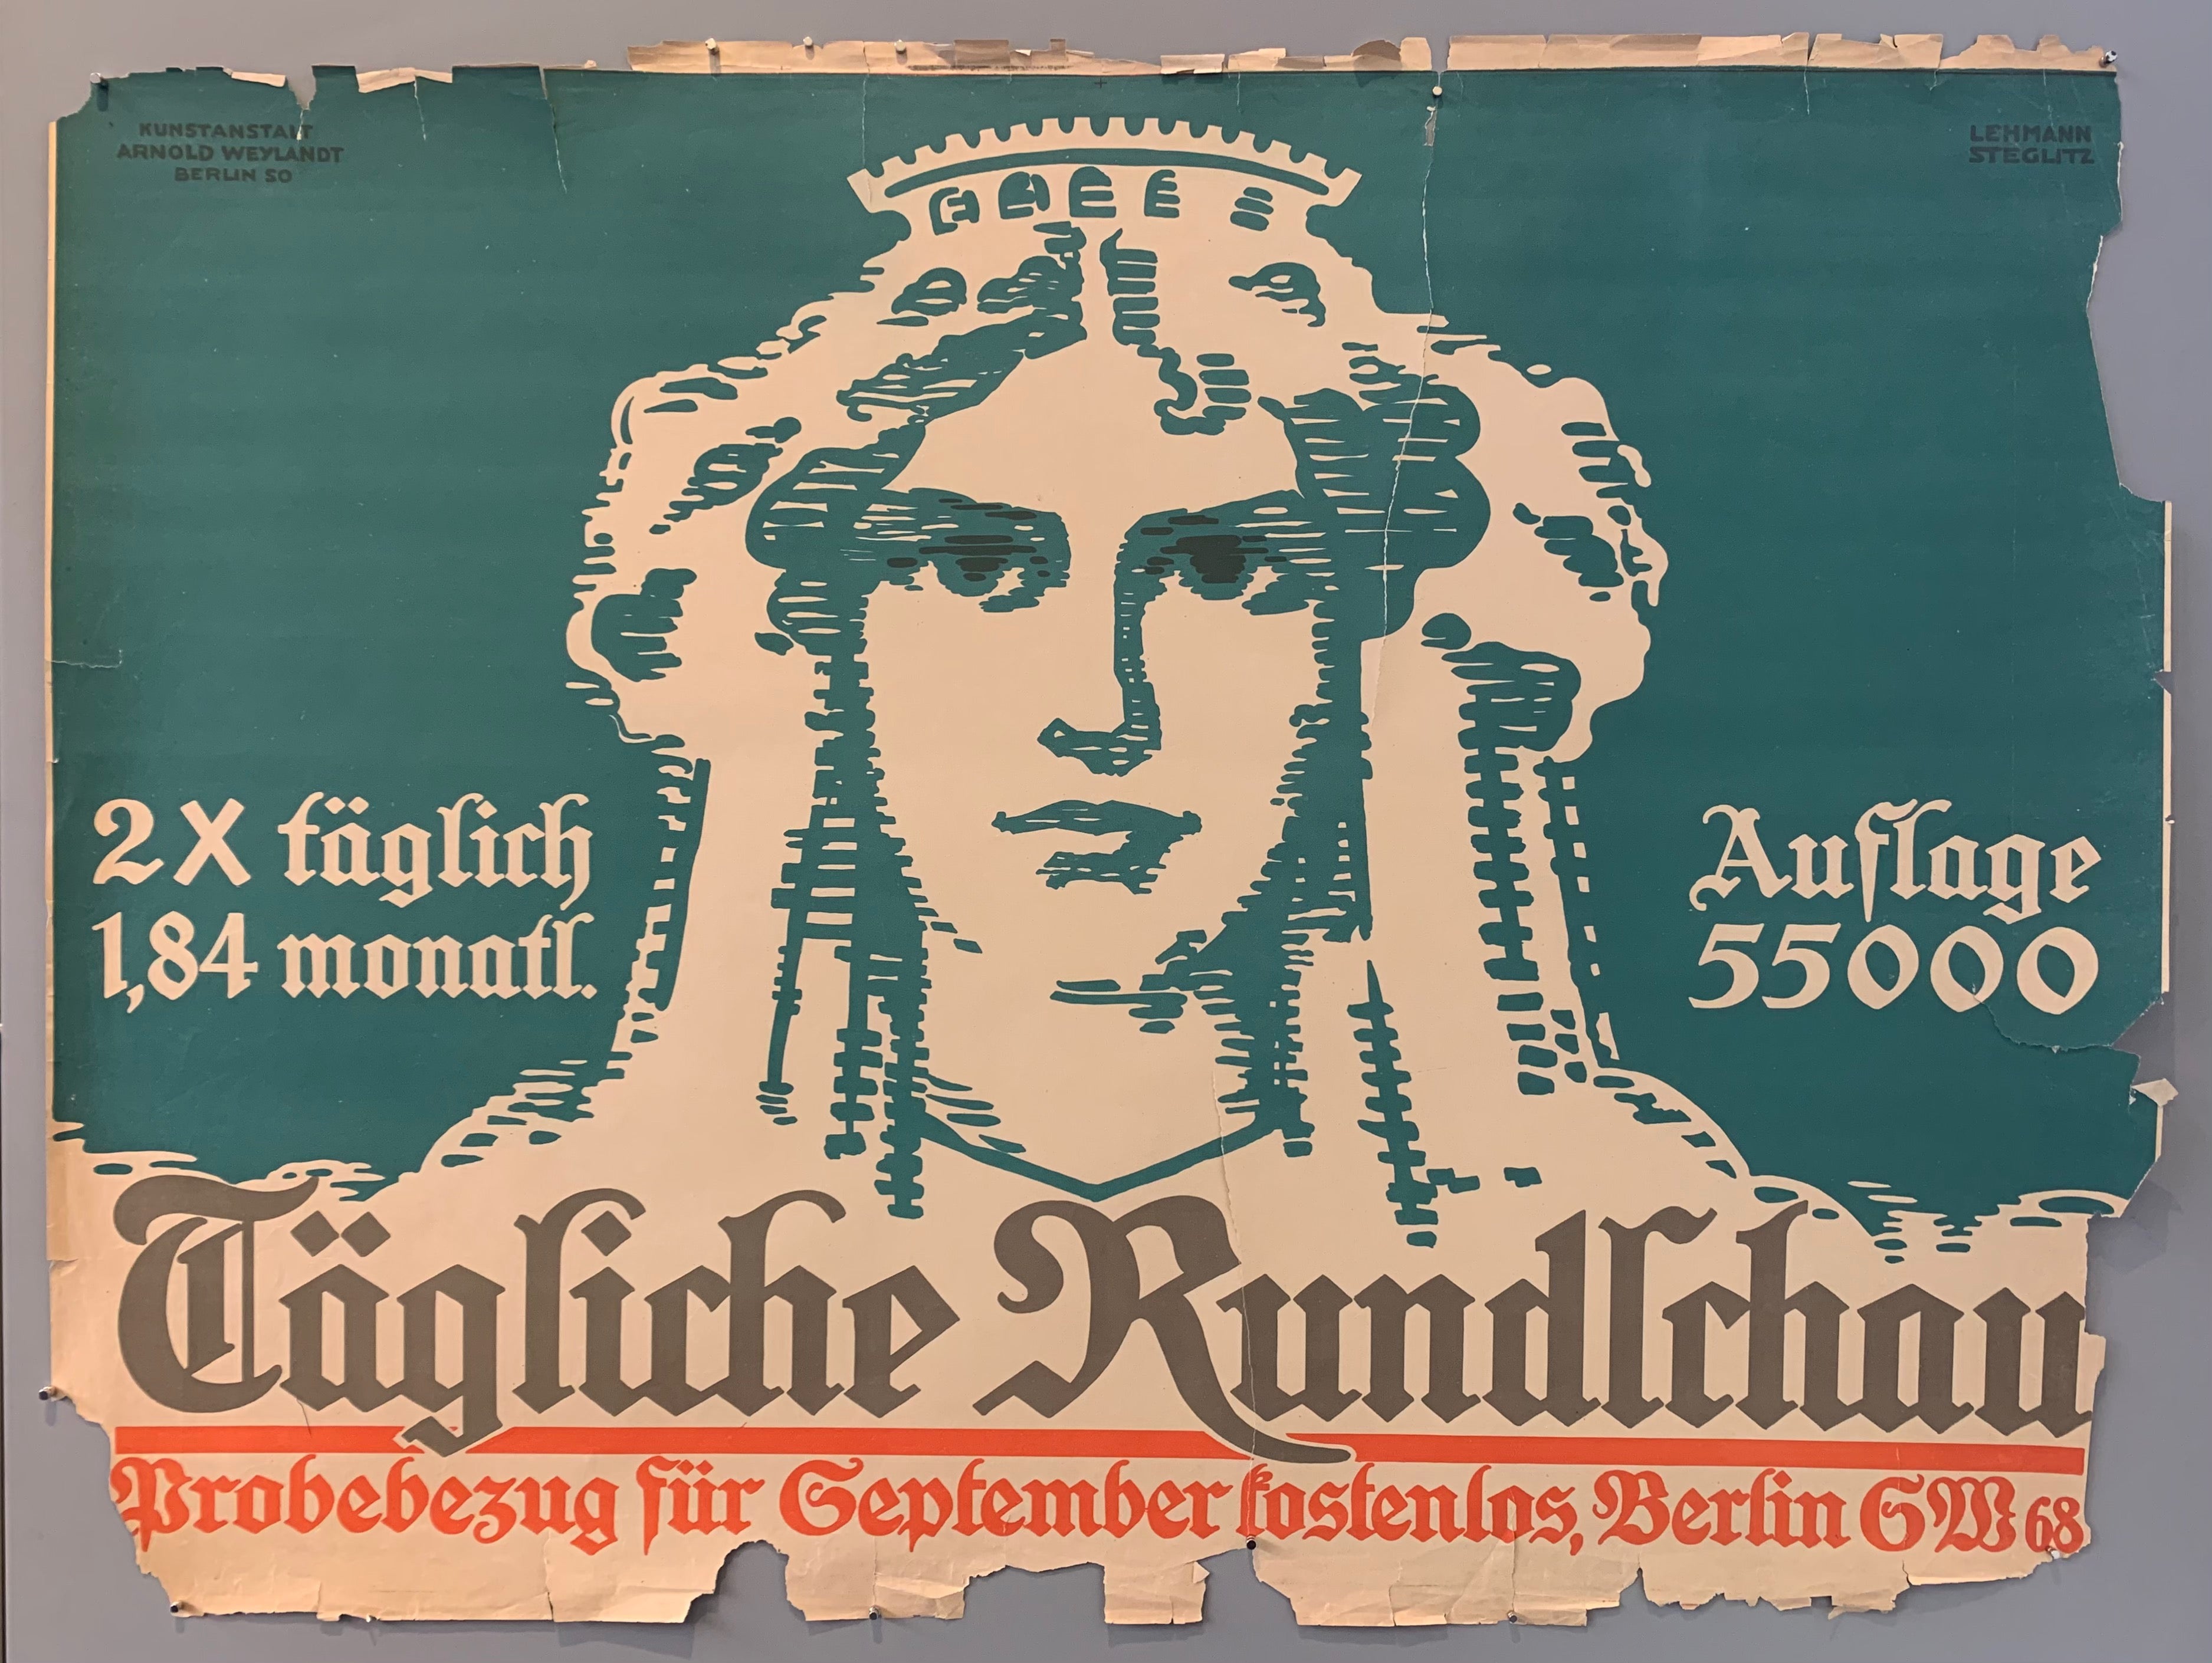 KUNSTANSTALT
ARNOLD WEYLANDT
BERLIN SO
LEHMANN
STEGLITZ
2X täglich
1,84 monatl.
Auflage
55000
Tägliche Rundſchau
Probebezug für September kostenlos, Berlin SW 68